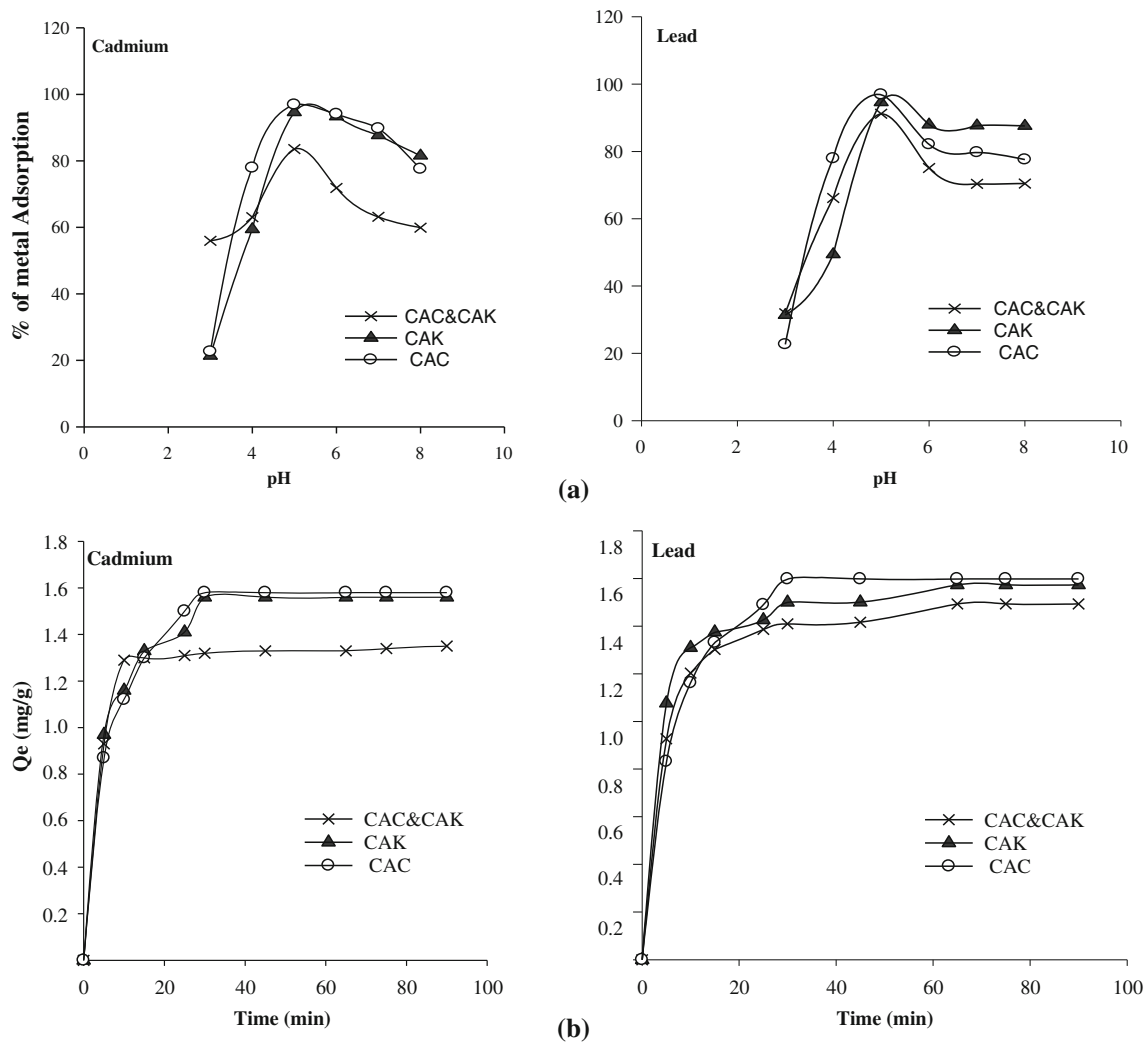 Cadmium
% of metal Adsorption
120
100
80
60
40
20
0
0 2 4 6 8 10
pH
CAC&CAK
CAK
CAC
Lead
120
100
80
60
40
20
0
0 2 4 6 8 10
pH
CAC&CAK
CAK
CAC
(a)
Cadmium
Qe (mg/g)
1.8
1.6
1.4
1.2
1.0
0.8
0.6
0.4
0.2
0 20 40 60 80 100
Time (min)
CAC&CAK
CAK
CAC
Lead
1.8
1.6
1.4
1.2
1.0
0.8
0.6
0.4
0.2
0 20 40 60 80 100
Time (min)
CAC&CAK
CAK
CAC
(b)